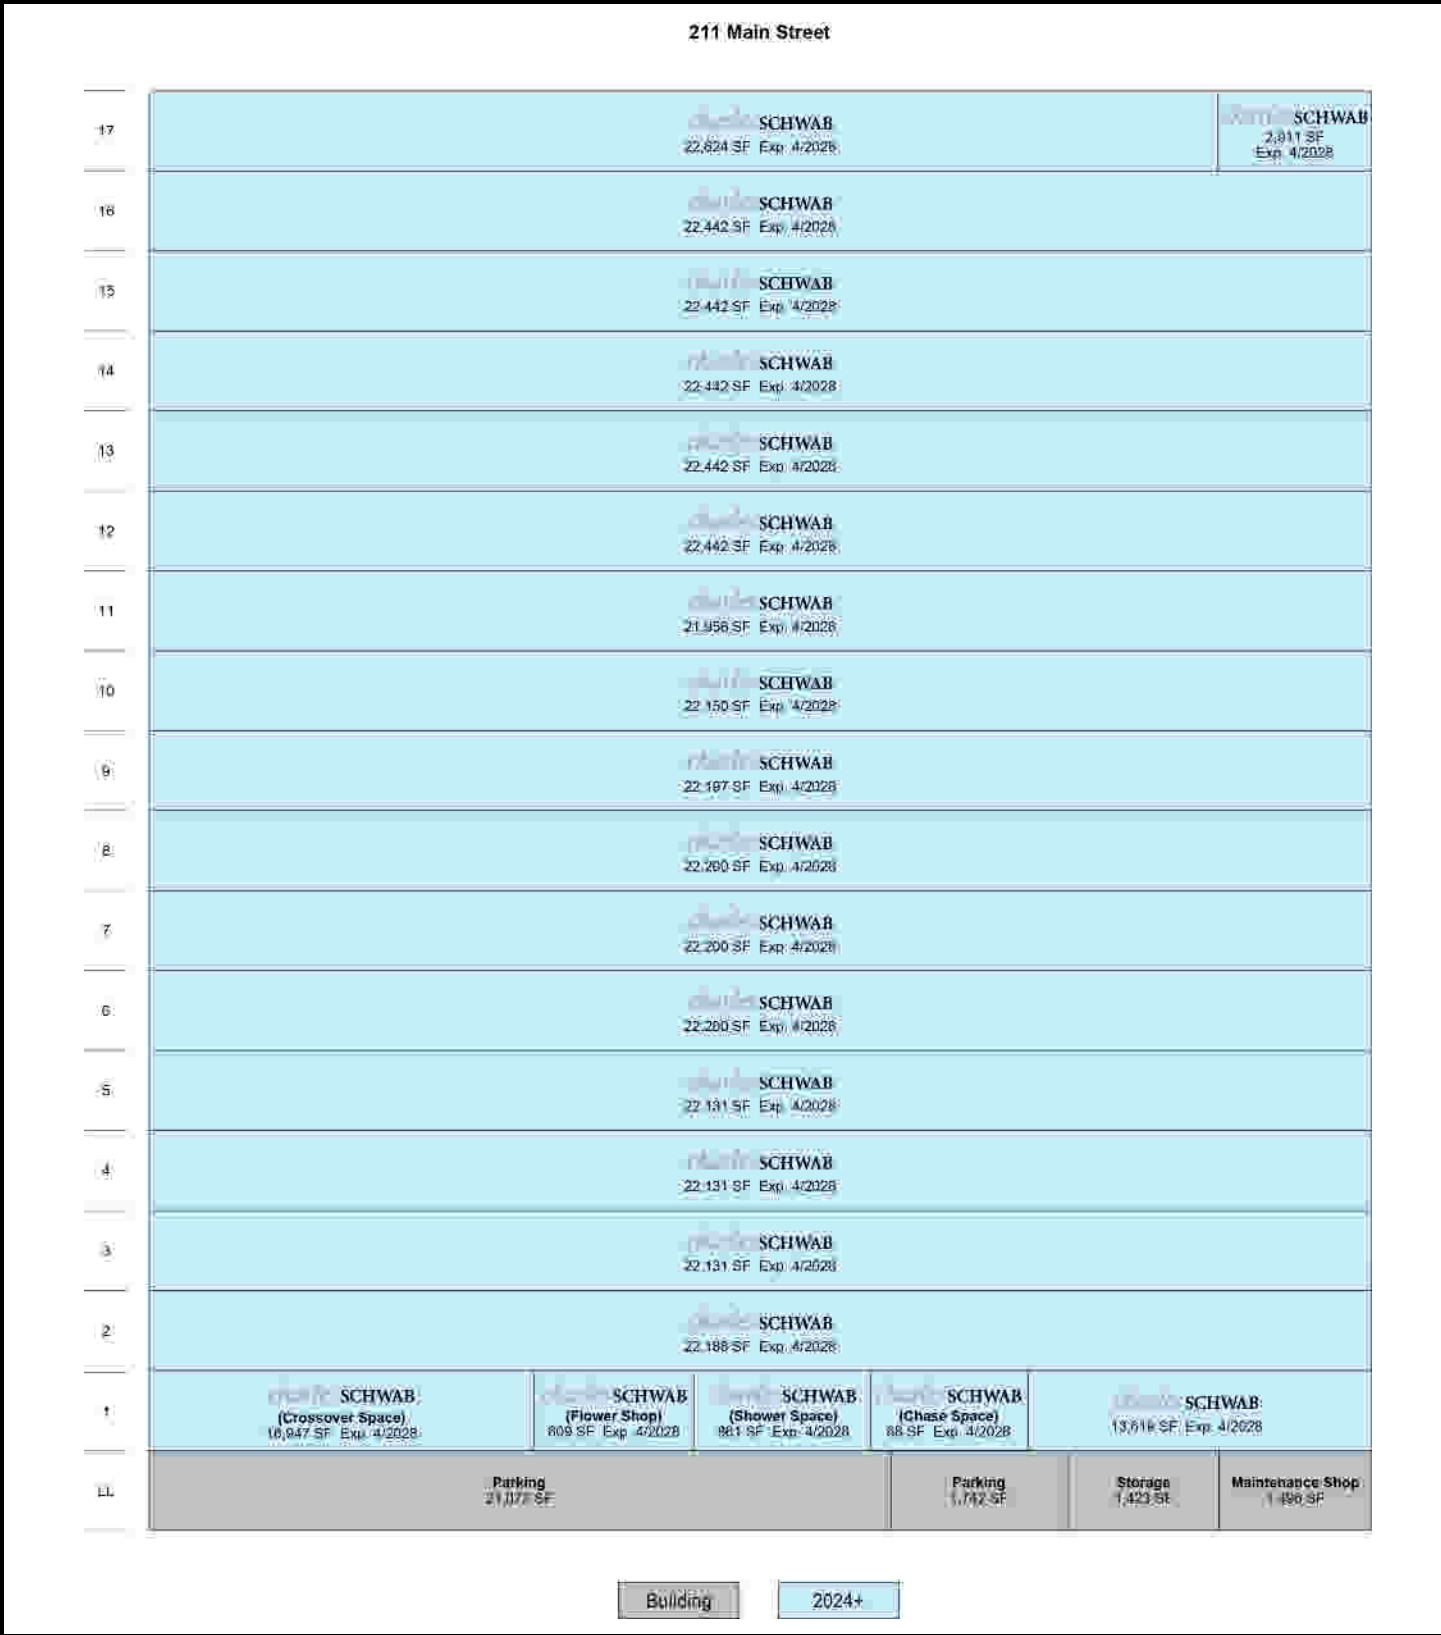 211 Main Street
17
SCHWAB
22,624 SF Exp. 4/2028
SCHWAB
2,911 SF
Exp. 4/2028
16
SCHWAB
22,442 SF Exp. 4/2028
15
SCHWAB
22,442 SF Exp. 4/2028
14
SCHWAB
22,442 SF Exp. 4/2028
13
SCHWAB
22,442 SF Exp. 4/2028
12
SCHWAB
22,442 SF Exp. 4/2028
11
SCHWAB
21,956 SF Exp. 4/2028
10
SCHWAB
22,150 SF Exp. 4/2028
9
SCHWAB
22,197 SF Exp. 4/2028
8
SCHWAB
22,200 SF Exp. 4/2028
7
SCHWAB
22,200 SF Exp. 4/2028
6
SCHWAB
22,200 SF Exp. 4/2028
5
SCHWAB
22,131 SF Exp. 4/2028
4
SCHWAB
22,131 SF Exp. 4/2028
3
SCHWAB
22,131 SF Exp. 4/2028
2
SCHWAB
22,188 SF Exp. 4/2028
1
SCHWAB
(Crossover Space)
SF Exp. 4/2028
SCHWAB
(Flower Shop)
809 SF Exp. 4/2028
SCHWAB
(Shower Space)
SF Exp. 4/2028
SCHWAB
(Chase Space)
88 SF Exp. 4/2028
SCHWAB
SF Exp. 4/2028
LL
Parking
SF
Parking
SF
Storage
1,423 SF
Maintenance Shop
SF
Building
2024+